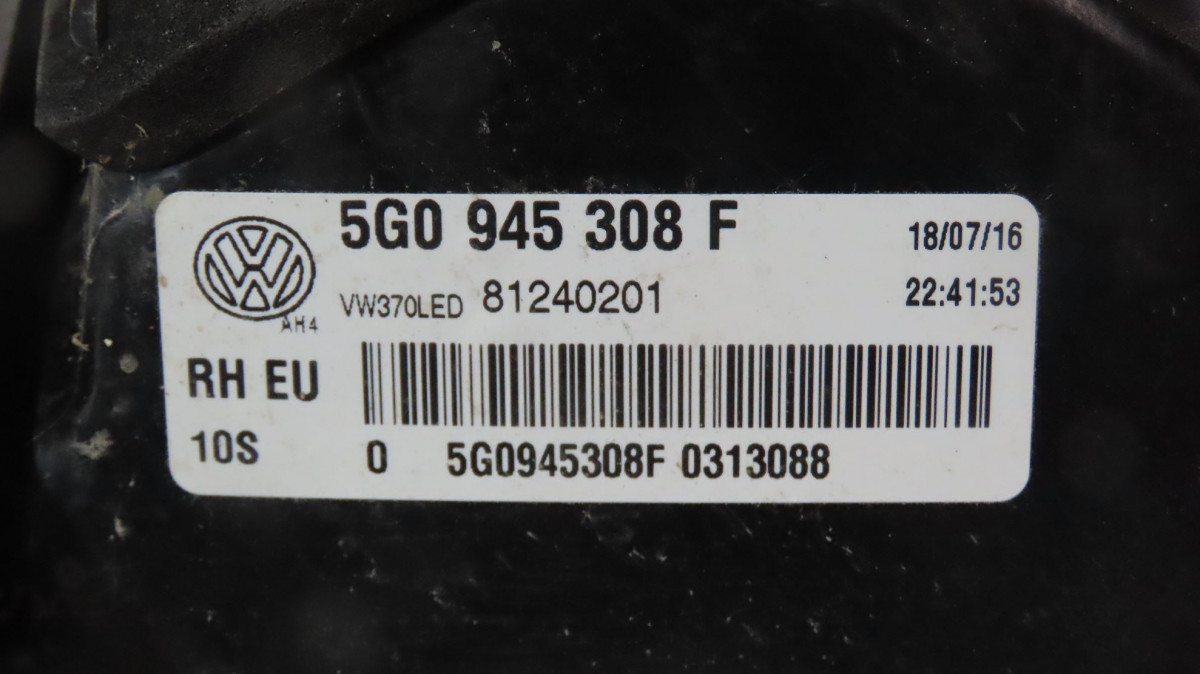 5G0 945 308 F
18/07/16
VW370LED 81240201
22:41:53
AH4
RH EU
10S
0 5G0945308F 0313088